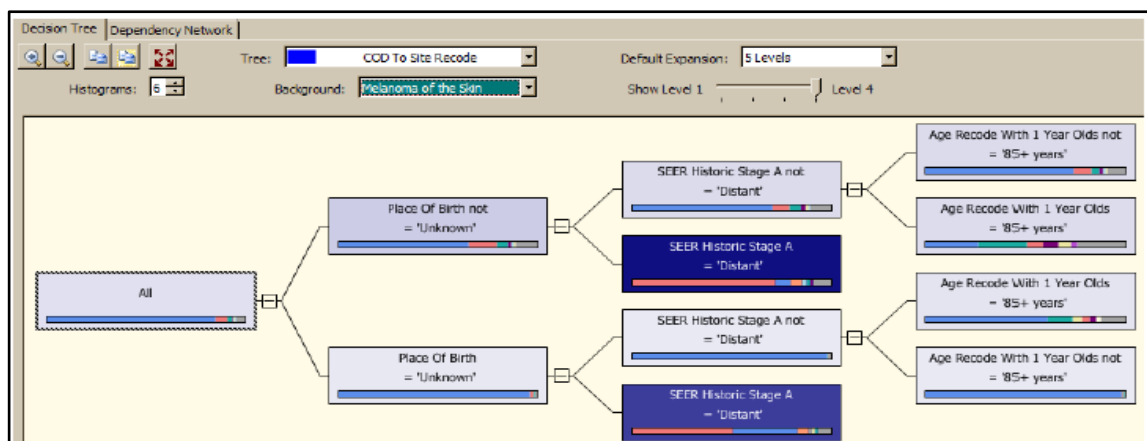 Decision Tree Dependency Network
Tree: COD To Site Recode Default Expansion: 5 Levels
Histograms: 6 Background: Melanoma of the Skin Show Level 1 Level 4
All
Place Of Birth not
= 'Unknown'
Place Of Birth
= 'Unknown'
SEER Historic Stage A not
= 'Distant'
SEER Historic Stage A
= 'Distant'
SEER Historic Stage A not
= 'Distant'
SEER Historic Stage A
= 'Distant'
Age Recode With 1 Year Olds not
= '85+ years'
Age Recode With 1 Year Olds
= '85+ years'
Age Recode With 1 Year Olds
= '85+ years'
Age Recode With 1 Year Olds not
= '85+ years'